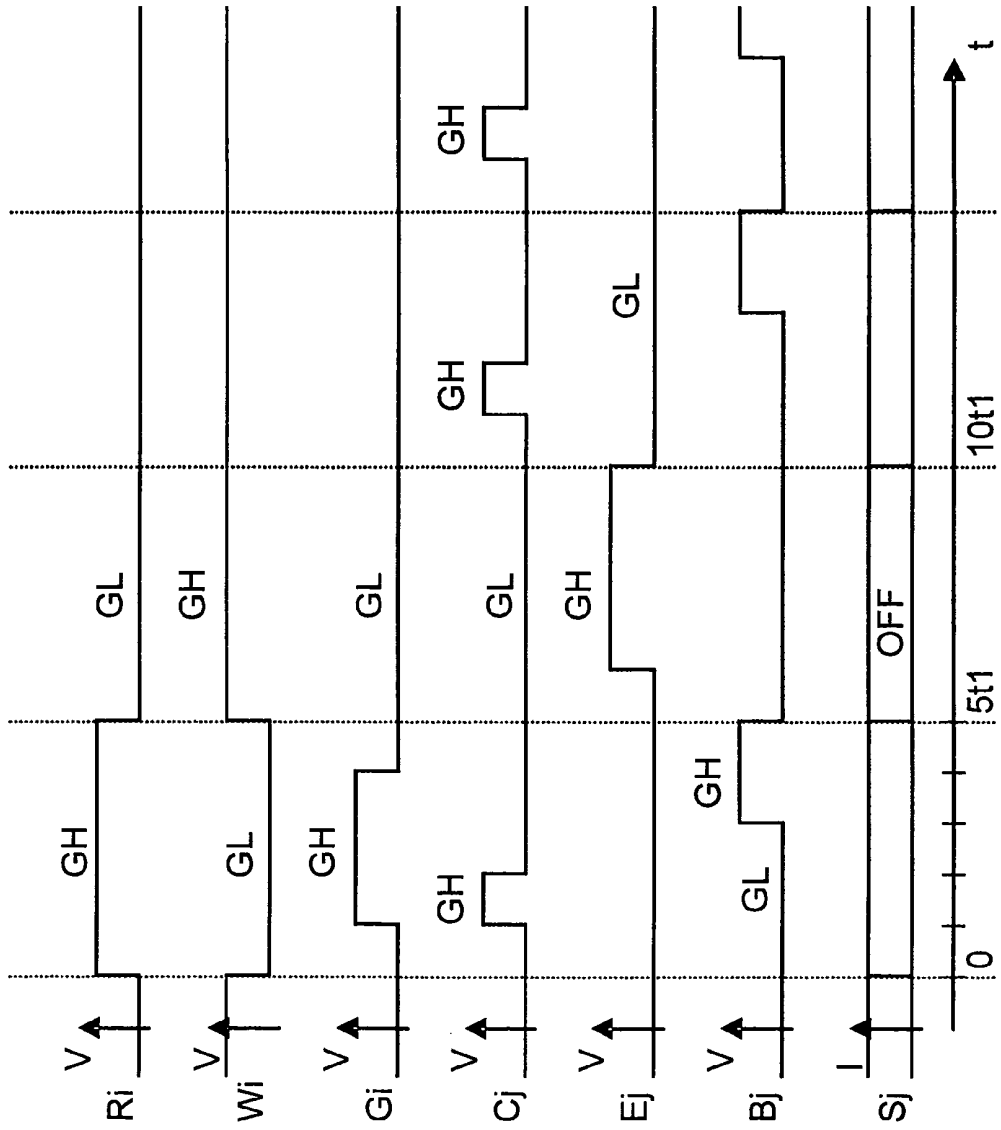 Ri V GH GL
Wi V GL GH
Gi V GH GL
Cj V GH GL GH GH
Ej V GH GL
Bj V GL GH
Sj I OFF
0 5t1 10t1 t